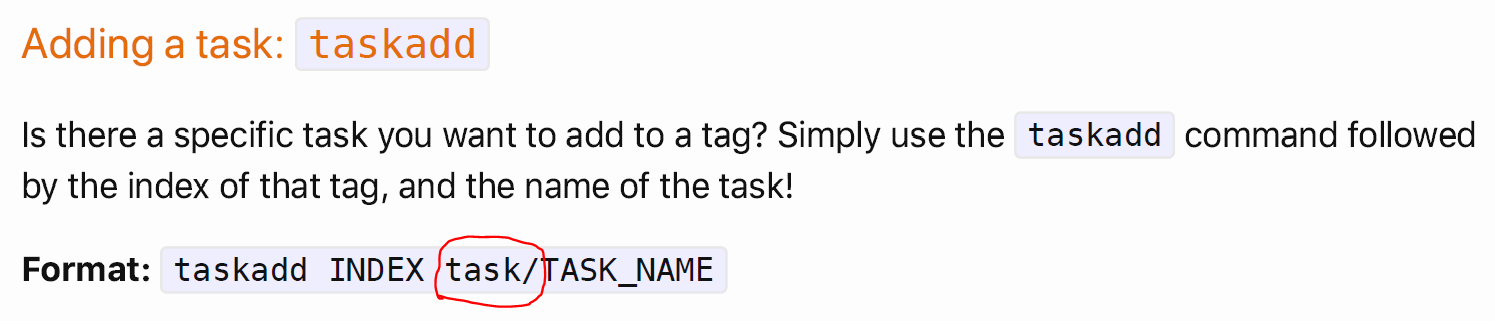 Adding a task: taskadd
Is there a specific task you want to add to a tag? Simply use the taskadd command followed
by the index of that tag, and the name of the task!
Format: taskadd INDEX task/TASK_NAME